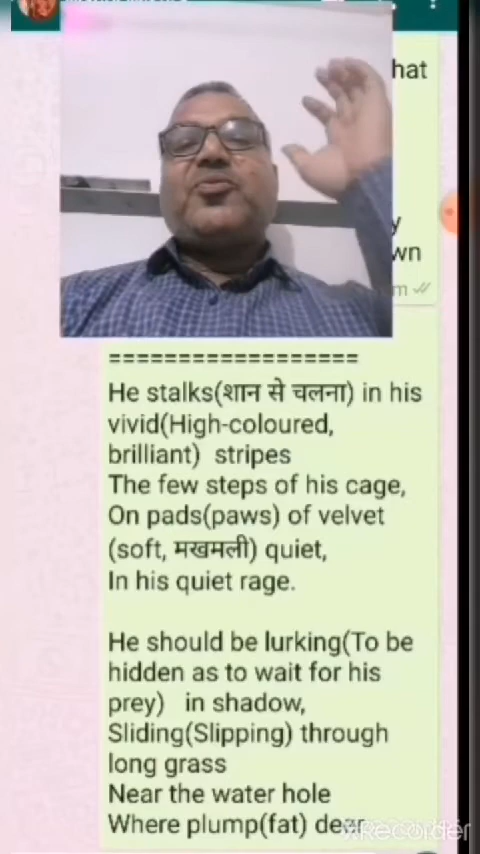 hat
y
wn
m
==================
He stalks(शान से चलना) in his
vivid(High-coloured,
brilliant) stripes
The few steps of his cage,
On pads(paws) of velvet
(soft, मखमली) quiet,
In his quiet rage.
He should be lurking(To be
hidden as to wait for his
prey) in shadow,
Sliding(Slipping) through
long grass
Near the water hole
Where plump(fat) deer
XRecorder